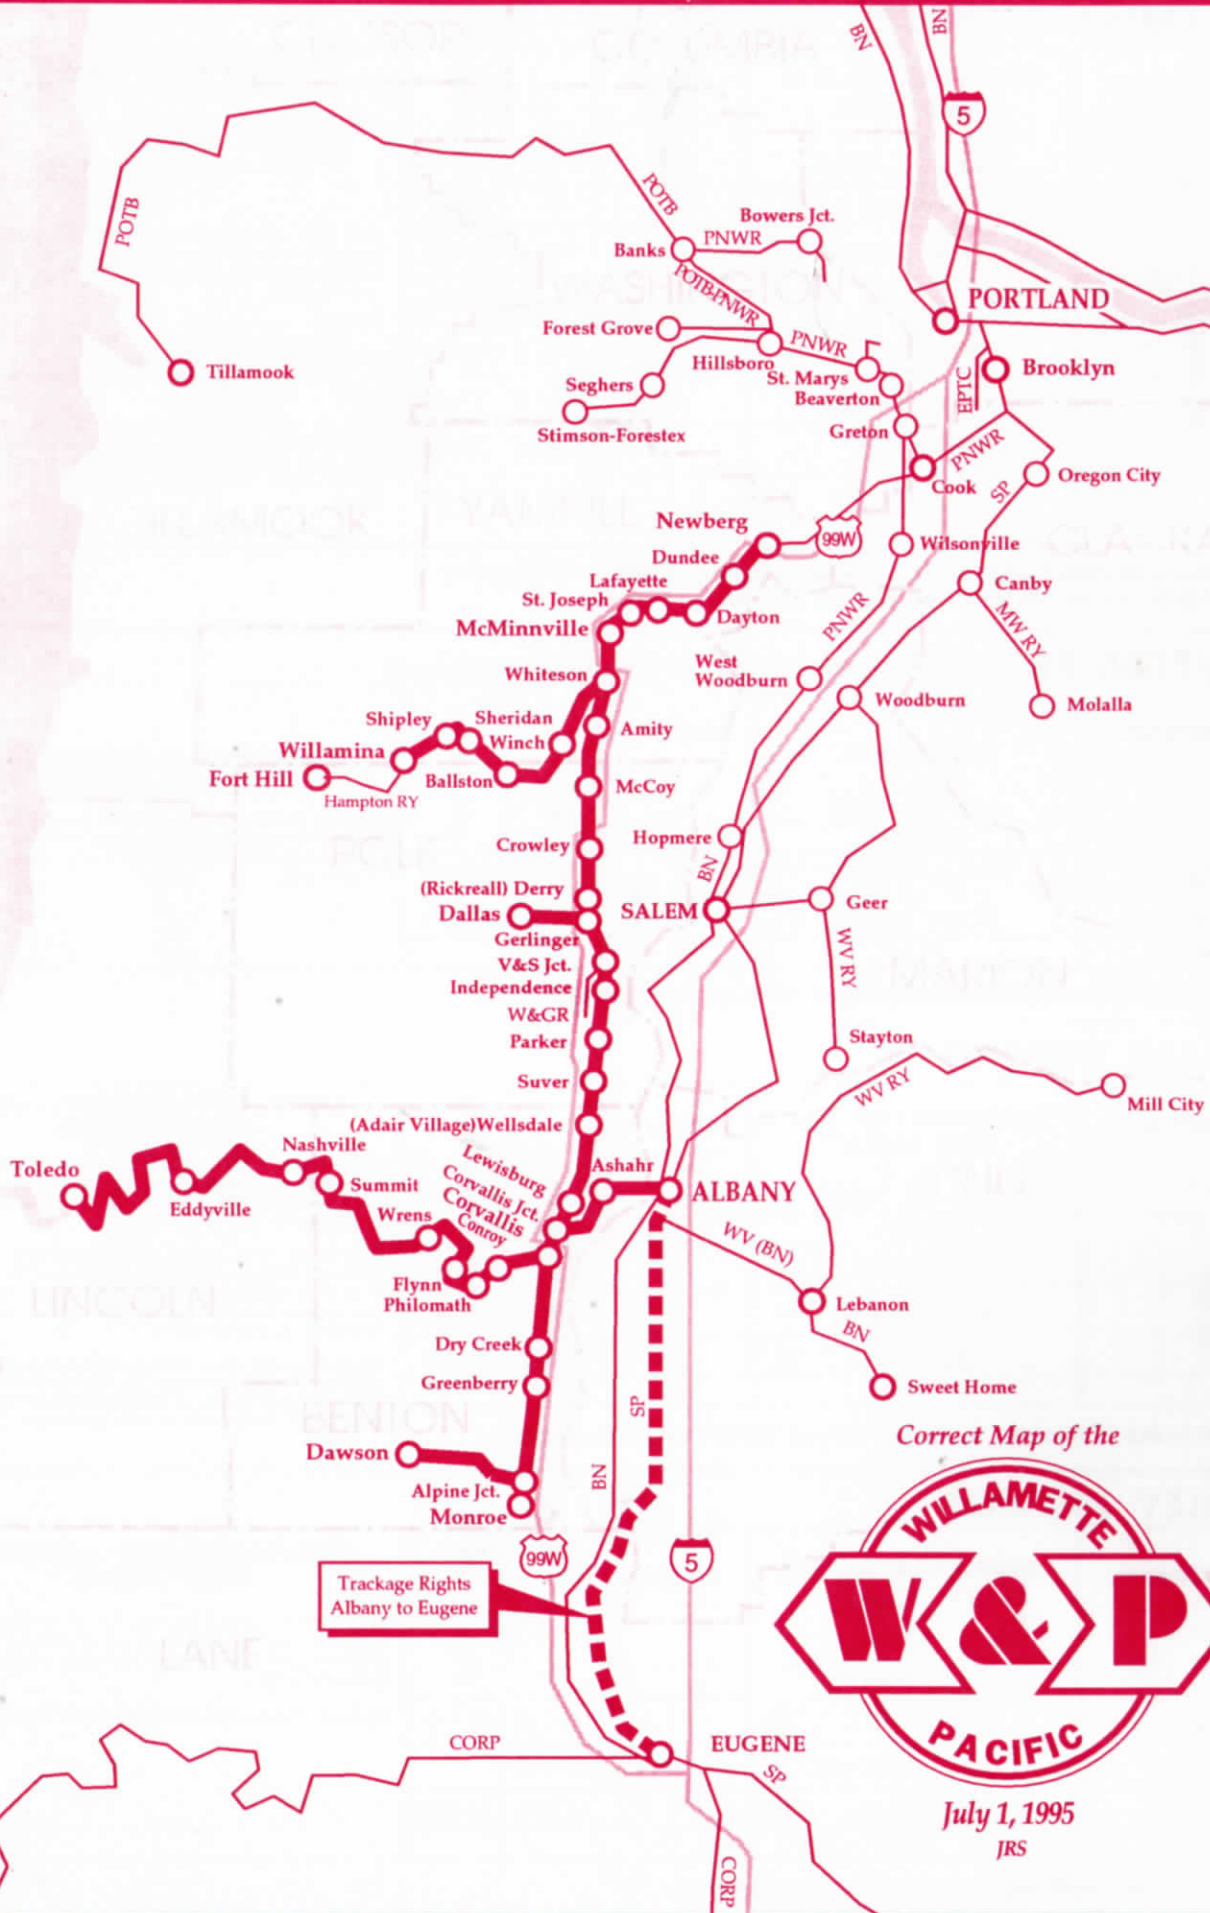 BN
BN
5
POTB
POTB
Bowers Jct.
PNWR
Banks
POTB-PNWR
WASHINGTON
PORTLAND
Forest Grove
PNWR
Hillsboro
Tillamook
Seghers
St. Marys
Beaverton
EPTC
Brooklyn
Stimson-Forestex
Greton
PNWR
Cook
SP
Oregon City
Newberg
99W
Wilsonville
Dundee
Lafayette
St. Joseph
Dayton
Canby
McMinnville
PNWR
MW RY
Whiteson
West
Woodburn
Woodburn
Molalla
Shipley
Sheridan
Winch
Amity
Willamina
Fort Hill
Ballston
McCoy
Hampton RY
Crowley
Hopmere
POLK
BN
(Rickreall) Derry
Dallas
SALEM
Geer
Gerlinger
V&S Jct.
WV RY
MARION
Independence
W&GR
Parker
Stayton
Suver
WV RY
Mill City
(Adair Village)Wellsdale
Nashville
Lewisburg
Ashahr
Toledo
Summit
Corvallis Jct.
ALBANY
Eddyville
Wrens
Corvallis
Conroy
WV (BN)
Flynn
Philomath
LINCOLN
Lebanon
BN
Dry Creek
Greenberry
SP
Sweet Home
BENTON
Dawson
BN
Alpine Jct.
Monroe
Correct Map of the
WILLAMETTE
W&P
PACIFIC
99W
5
Trackage Rights
Albany to Eugene
LANE
CORP
EUGENE
SP
CORP
July 1, 1995
JRS